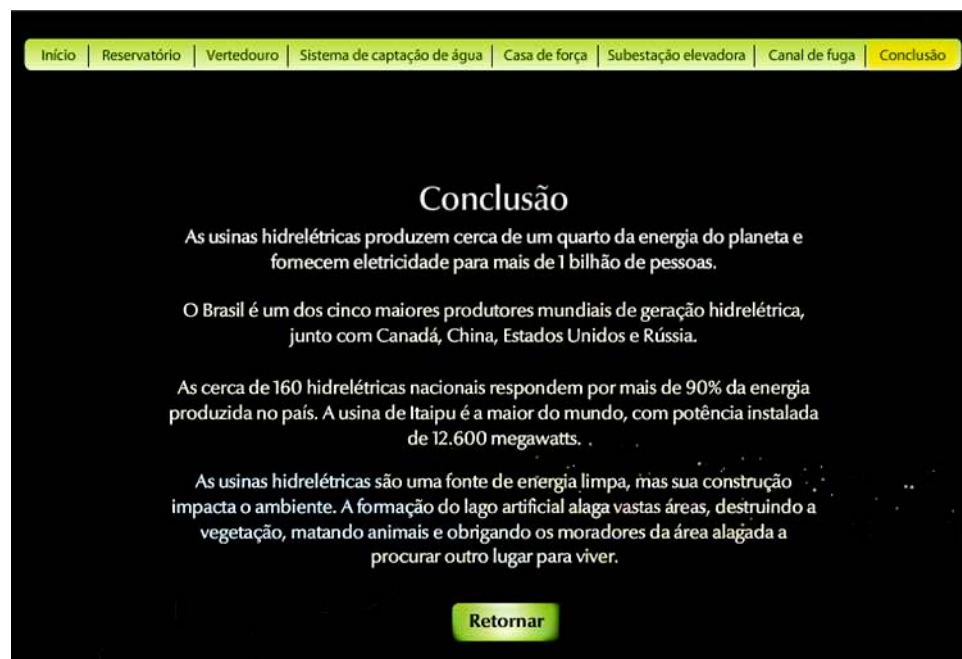 Início | Reservatório | Vertedouro | Sistema de captação de água | Casa de força | Subestação elevadora | Canal de fuga | Conclusão
Conclusão
As usinas hidrelétricas produzem cerca de um quarto da energia do planeta e
fornecem eletricidade para mais de 1 bilhão de pessoas.
O Brasil é um dos cinco maiores produtores mundiais de geração hidrelétrica,
junto com Canadá, China, Estados Unidos e Rússia.
As cerca de 160 hidrelétricas nacionais respondem por mais de 90% da energia
produzida no país. A usina de Itaipu é a maior do mundo, com potência instalada
de 12.600 megawatts.
As usinas hidrelétricas são uma fonte de energia limpa, mas sua construção
impacta o ambiente. A formação do lago artificial alaga vastas áreas, destruindo a
vegetação, matando animais e obrigando os moradores da área alagada a
procurar outro lugar para viver.
Retornar